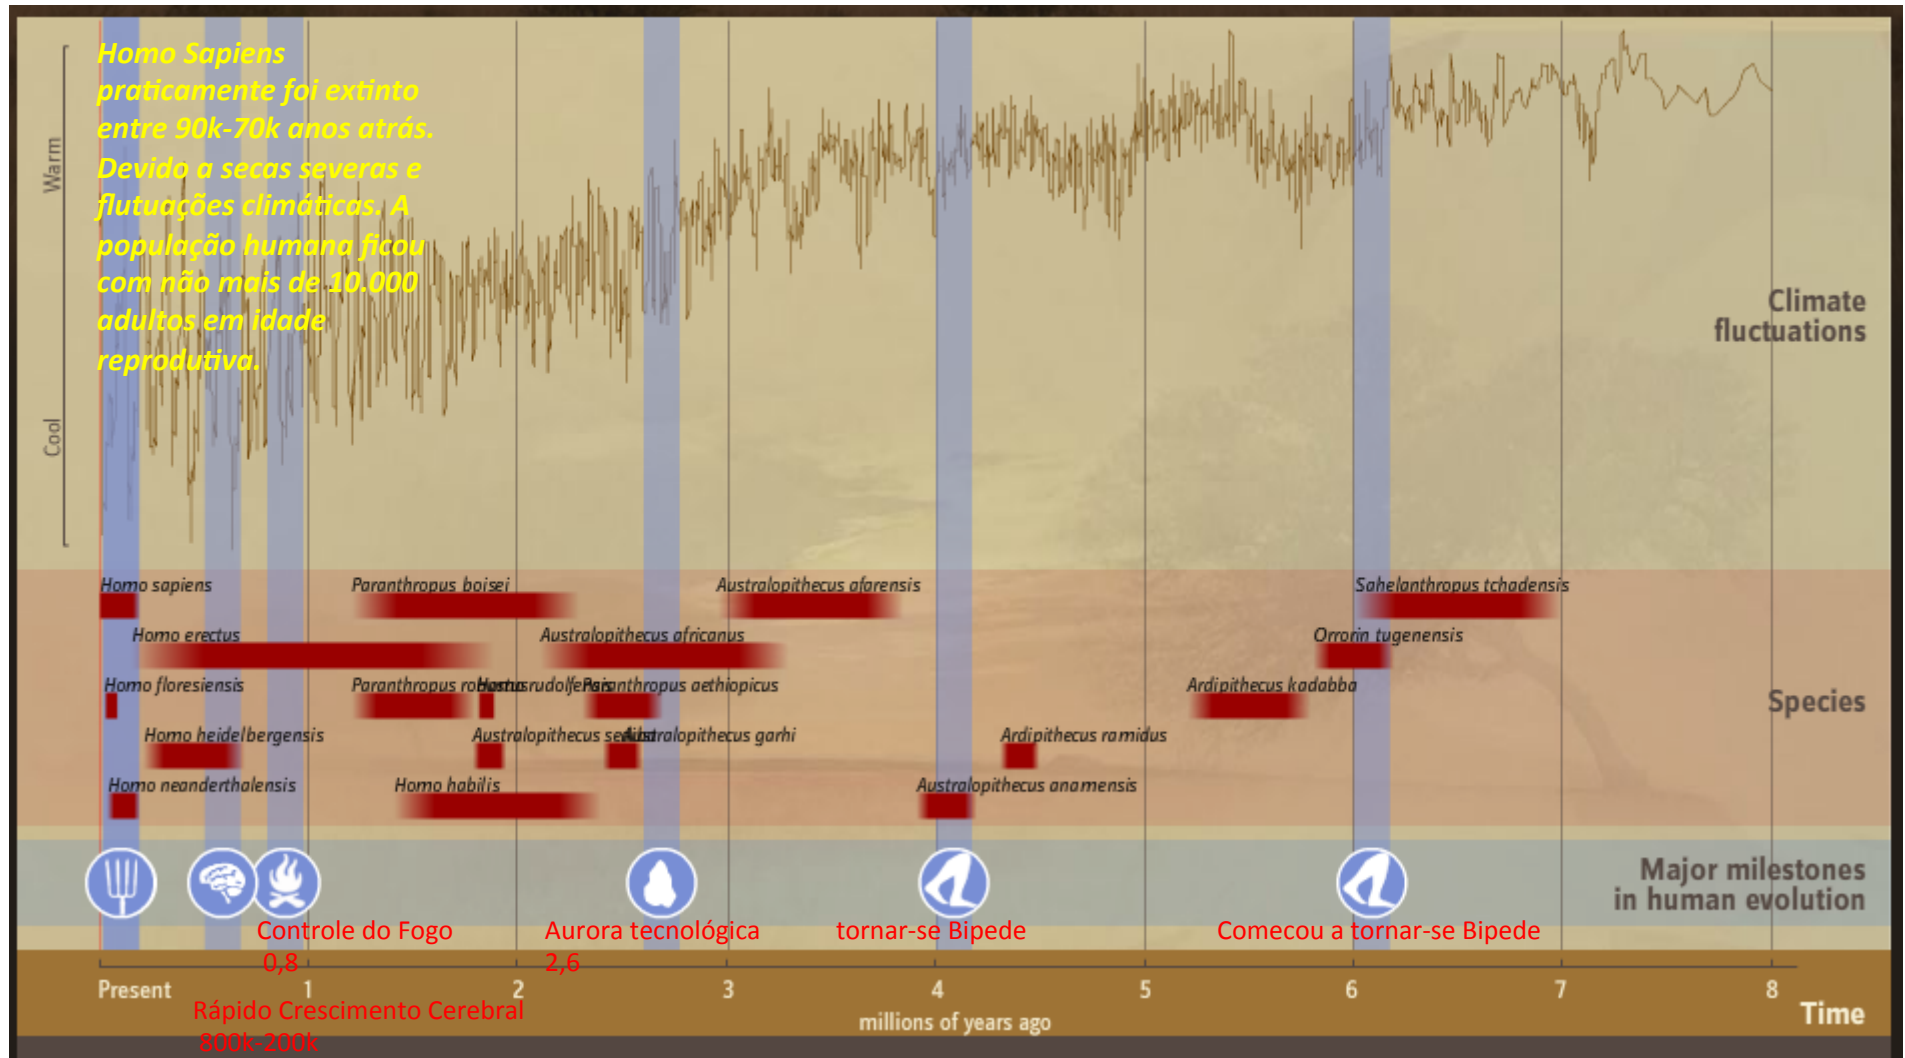 Homo Sapiens
praticamente foi extinto
entre 90k-70k anos atrás.
Devido a secas severas e
flutuações climáticas. A
população humana ficou
com não mais de 10.000
adultos em idade
reprodutiva.
Warm
Cool
Climate
fluctuations
Homo sapiens
Paranthropus boisei
Australopithecus afarensis
Sahelanthropus tchadensis
Homo erectus
Australopithecus africanus
Orrorin tugenensis
Homo floresiensis
Paranthropus robustus
Homo rudolfensis
Paranthropus aethiopicus
Ardipithecus kadabba
Species
Homo heidelbergensis
Australopithecus sediba
Australopithecus garhi
Ardipithecus ramidus
Homo neanderthalensis
Homo habilis
Australopithecus anamensis
Major milestones
in human evolution
Controle do Fogo
0,8
Aurora tecnológica
2,6
tornar-se Bipede
Comecou a tornar-se Bipede
Present
1
2
3
4
5
6
7
8
Rápido Crescimento Cerebral
800k-200k
millions of years ago
Time